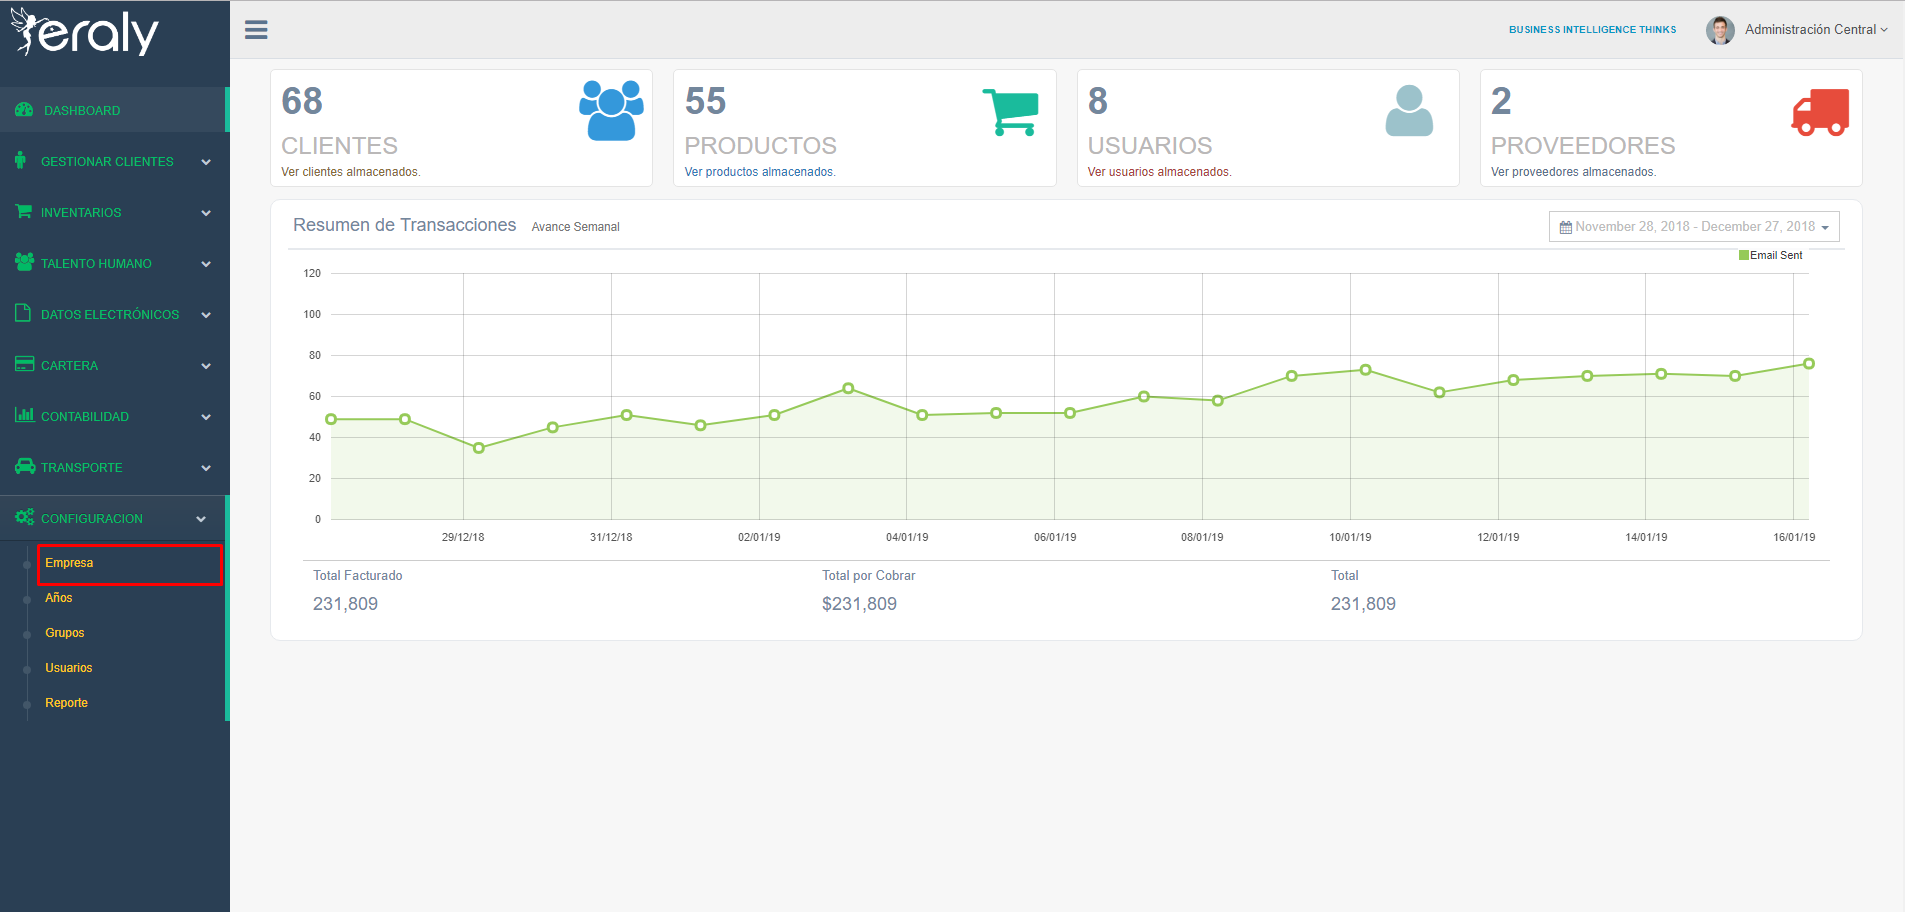 eraly
BUSINESS INTELLIGENCE THINKS
Administración Central
DASHBOARD
GESTIONAR CLIENTES
INVENTARIOS
TALENTO HUMANO
DATOS ELECTRÓNICOS
CARTERA
CONTABILIDAD
TRANSPORTE
CONFIGURACION
Empresa
Años
Grupos
Usuarios
Reporte
68
CLIENTES
Ver clientes almacenados.
55
PRODUCTOS
Ver productos almacenados.
8
USUARIOS
Ver usuarios almacenados.
2
PROVEEDORES
Ver proveedores almacenados.
Resumen de Transacciones Avance Semanal
November 28, 2018 - December 27, 2018
Email Sent
120
100
80
60
40
20
0
29/12/18 31/12/18 02/01/19 04/01/19 06/01/19 08/01/19 10/01/19 12/01/19 14/01/19 16/01/19
Total Facturado
231,809
Total por Cobrar
$231,809
Total
231,809